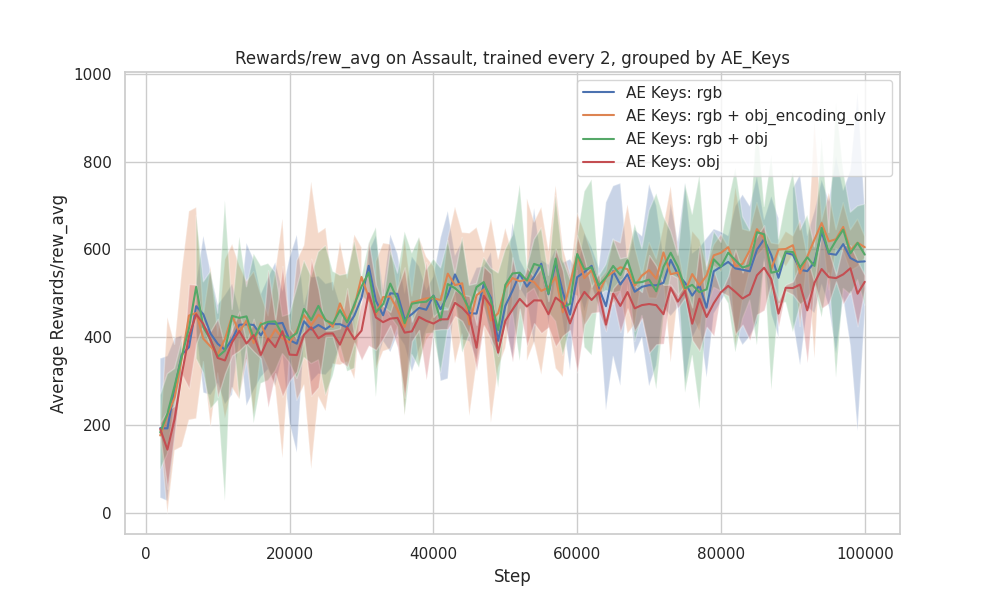 Rewards/rew_avg on Assault, trained every 2, grouped by AE_Keys
1000
800
600
400
200
0
Average Rewards/rew_avg
AE Keys: rgb
AE Keys: rgb + obj_encoding_only
AE Keys: rgb + obj
AE Keys: obj
0
20000
40000
60000
80000
100000
Step